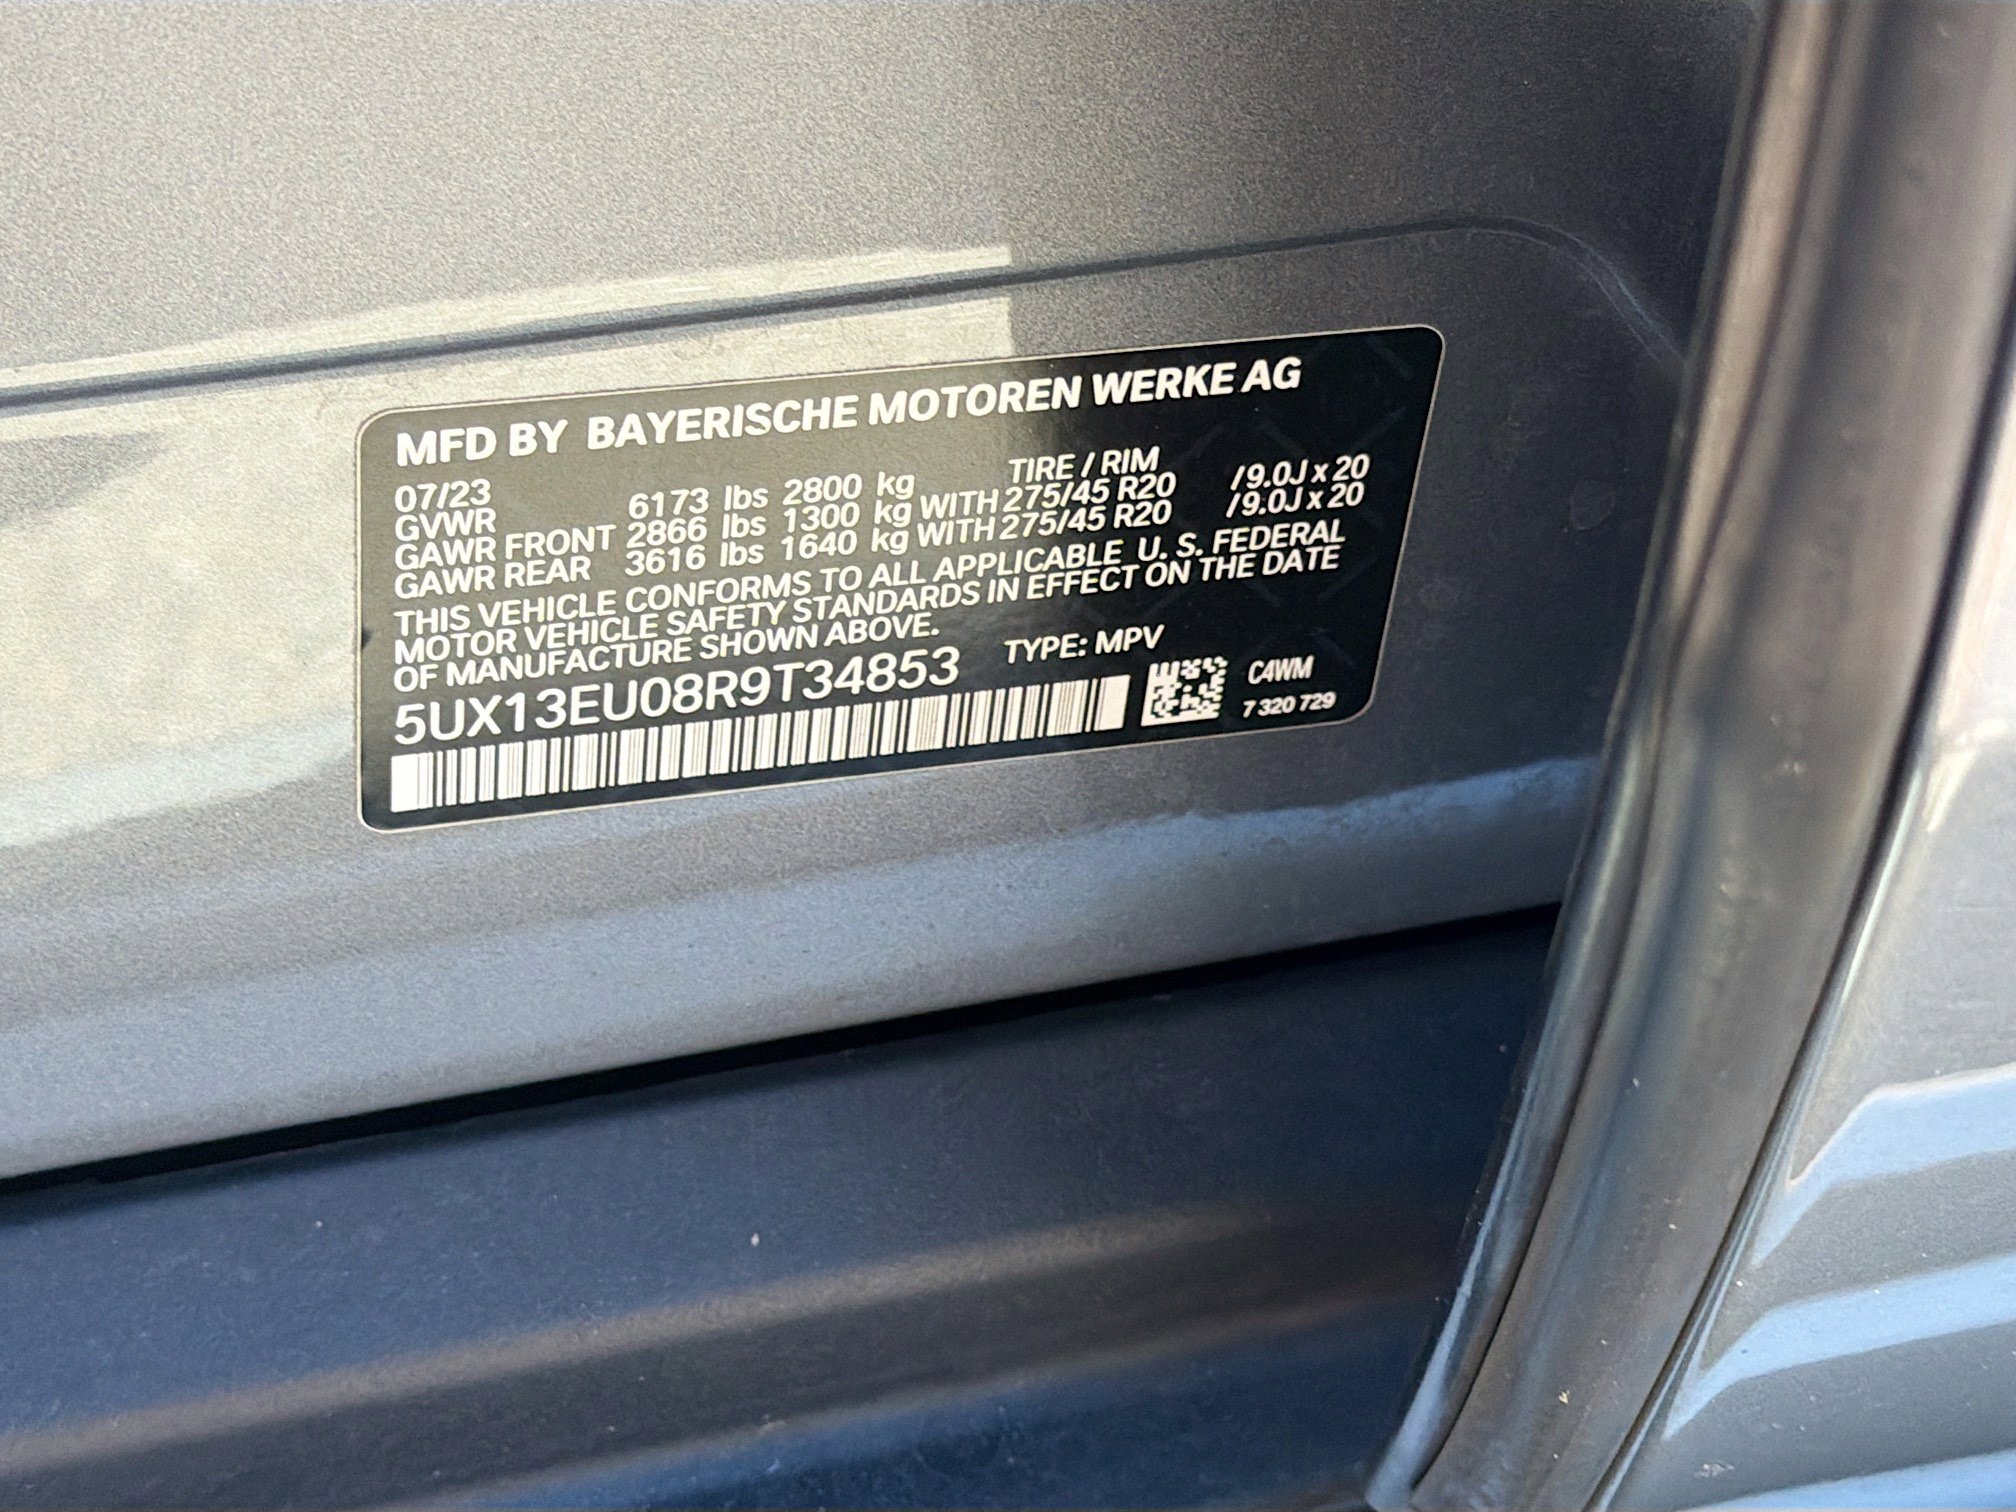 MFD BY BAYERISCHE MOTOREN WERKE AG
07/23 TIRE / RIM
GVWR 6173 lbs 2800 kg
GAWR FRONT 2866 lbs 1300 kg WITH 275/45 R20 /9.0J x 20
GAWR REAR 3616 lbs 1640 kg WITH 275/45 R20 /9.0J x 20
THIS VEHICLE CONFORMS TO ALL APPLICABLE U. S. FEDERAL
MOTOR VEHICLE SAFETY STANDARDS IN EFFECT ON THE DATE
OF MANUFACTURE SHOWN ABOVE.
5UX13EU08R9T34853 TYPE: MPV
C4WM
7 320 729